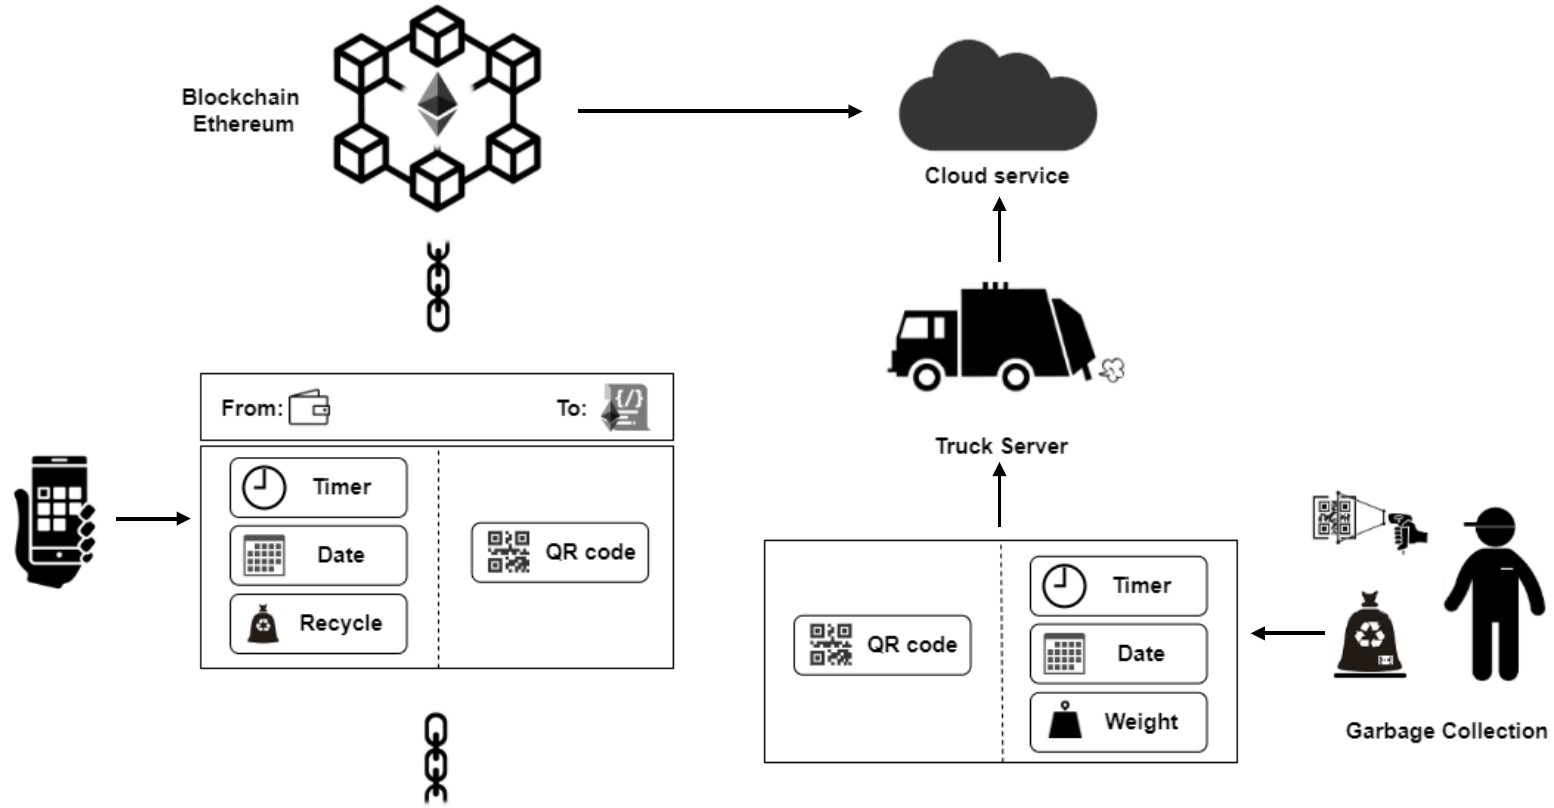 Blockchain
Ethereum
Cloud service
From:
To:
{/}
Timer
Date
Recycle
QR code
Truck Server
QR code
Timer
Date
Weight
Garbage Collection